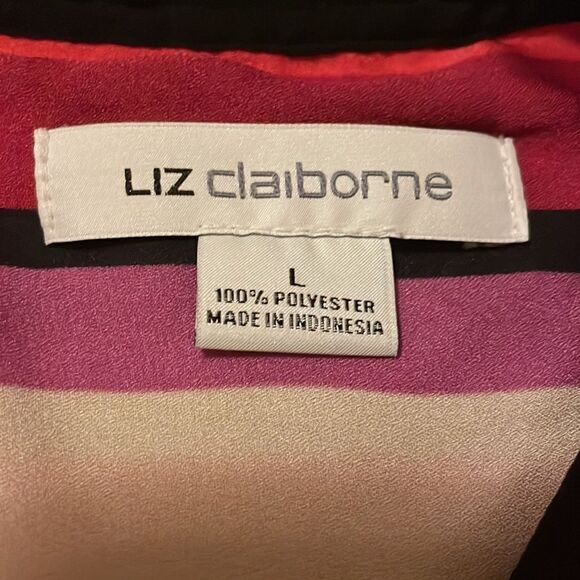 LIZ claiborne
L
100% POLYESTER
MADE IN INDONESIA